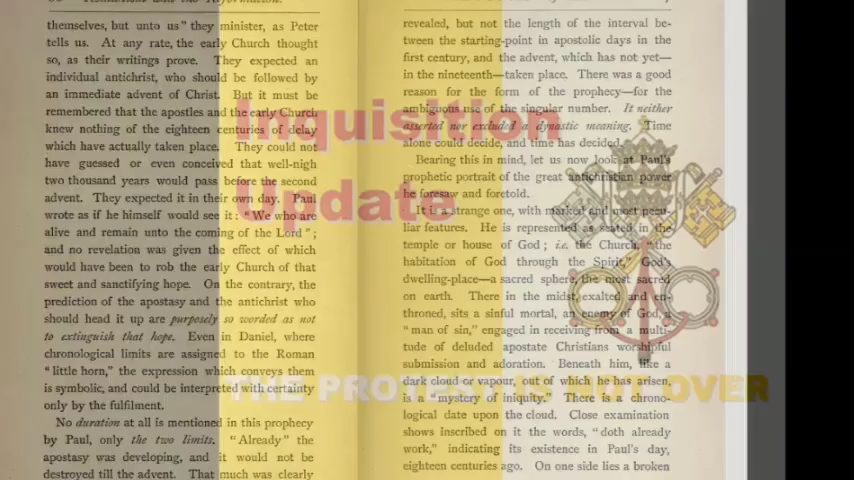 themselves, but unto us" they minister, as Peter
tells us. At any rate, the early Church thought
so, as their writings prove. They expected an
individual antichrist, who should be followed by
an immediate advent of Christ. But it must be
remembered that the apostles and the early Church
knew nothing of the eighteen centuries of delay
which have actually taken place. They could not
have guessed or even conceived that well-nigh
two thousand years would pass before the second
advent. They expected it in their own day. Paul
wrote as if he himself would see it: "We who are
alive and remain unto the coming of the Lord";
and no revelation was given the effect of which
would have been to rob the early Church of that
sweet and sanctifying hope. On the contrary, the
prediction of the apostasy and the antichrist who
should head it up are purposely so worded as not
to extinguish that hope. Even in Daniel, where
chronological limits are assigned to the Roman
"little horn," the expression which conveys them
is symbolic, and could be interpreted with certainty
only by the fulfilment.
No duration at all is mentioned in this prophecy
by Paul, only the two limits. "Already" the
apostasy was developing, and it would not be
destroyed till the advent. That much was clearly
revealed, but not the length of the interval be-
tween the starting-point in apostolic days in the
first century, and the advent, which has not yet—
in the nineteenth—taken place. There was a good
reason for the form of the prophecy—for the
ambiguous use of the singular number. It neither
asserted nor excluded a dynastic meaning. Time
alone could decide, and time has decided.
Bearing this in mind, let us now look at Paul's
prophetic portrait of the great antichristian power
he foresaw and foretold.
It is a strange one, with marked and most pecu-
liar features. He is represented as seated in the
temple or house of God; i.e. the Church, "the
habitation of God through the Spirit," God's
dwelling-place—a sacred sphere, the most sacred
on earth. There in the midst, exalted and en-
throned, sits a sinful mortal, an enemy of God, a
"man of sin," engaged in receiving from a multi-
tude of deluded apostate Christians worshipful
submission and adoration. Beneath him, like a
dark cloud or vapour, out of which he has arisen,
is a "mystery of iniquity." There is a chrono-
logical date upon the cloud. Close examination
shows inscribed on it the words, "doth already
work," indicating its existence in Paul's day,
eighteen centuries ago. On one side lies a broken
Inquisition
Update
THE PROTEST IS NOT OVER